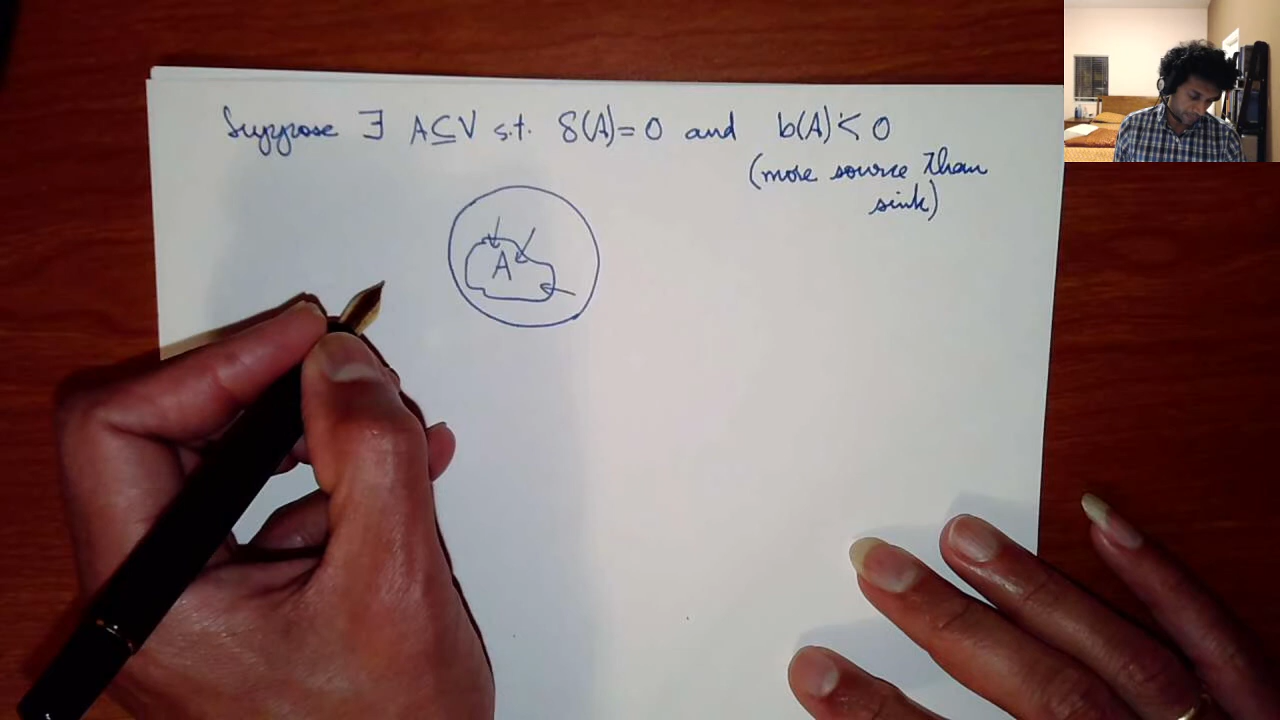 Suppose ∃ A⊆V s.t. δ(A)=0 and b(A)<0
(more source than
sink)
A